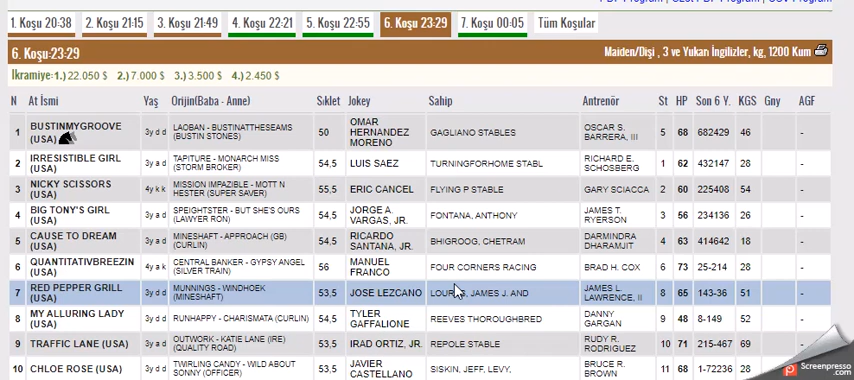 1. Koşu 20:38 2. Koşu 21:15 3. Koşu 21:49 4. Koşu 22:21 5. Koşu 22:55 6. Koşu 23:29 7. Koşu 00:05 Tüm Koşular
6. Koşu:23:29 Maiden/Dişi , 3 ve Yukarı İngilizler, kg, 1200 Kum
İkramiye:1.) 22.050 $ 2.) 7.000 $ 3.) 3.500 $ 4.) 2.450 $
N At İsmi Yaş Orijin(Baba - Anne) Sıklet Jokey Sahip Antrenör St HP Son 6 Y. KGS Gny AGF
1 BUSTINMYGROOVE (USA) 3y d d LAOBAN - BUSTINATTHESEAMS (BUSTIN STONES) 50 OMAR HERNANDEZ MORENO GAGLIANO STABLES OSCAR S. BARRERA, III 5 68 682429 46 -
2 IRRESISTIBLE GIRL (USA) 3y a d TAPITURE - MONARCH MISS (STORM BROKER) 54,5 LUIS SAEZ TURNINGFORHOME STABL RICHARD E. SCHOSBERG 1 62 432147 28 -
3 NICKY SCISSORS (USA) 4y k k MISSION IMPAZIBLE - MOTT N HESTER (SUPER SAVER) 55,5 ERIC CANCEL FLYING P STABLE GARY SCIACCA 2 60 225408 54 -
4 BIG TONY'S GIRL (USA) 3y a d SPEIGHTSTER - BUT SHE'S OURS (LAWYER RON) 54,5 JORGE A. VARGAS, JR. FONTANA, ANTHONY JAMES T. RYERSON 3 56 234136 26 -
5 CAUSE TO DREAM (USA) 3y a d MINESHAFT - APPROACH (GB) (CURLIN) 54,5 RICARDO SANTANA, JR. BHIGROOG, CHETRAM DARMINDRA DHARAMJIT 4 63 414642 18 -
6 QUANTITATIVBREEZIN (USA) 4y a k CENTRAL BANKER - GYPSY ANGEL (SILVER TRAIN) 56 MANUEL FRANCO FOUR CORNERS RACING BRAD H. COX 6 73 25-214 28 -
7 RED PEPPER GRILL (USA) 3y d d MUNNINGS - WINDHOEK (MINESHAFT) 53,5 JOSE LEZCANO JAMES J. AND JAMES L. LAWRENCE, II 8 65 143-36 51 -
8 MY ALLURING LADY (USA) 3y d d RUNHAPPY - CHARISMATA (CURLIN) 54,5 TYLER GAFFALIONE REEVES THOROUGHBRED DANNY GARGAN 9 48 8-149 52 -
9 TRAFFIC LANE (USA) 3y a d OUTWORK - KATIE LANE (IRE) (QUALITY ROAD) 53,5 IRAD ORTIZ, JR. REPOLE STABLE RUDY R. RODRIGUEZ 10 71 215-467 69
10 CHLOE ROSE (USA) 3y a d TWIRLING CANDY - WILD ABOUT SONNY (OFFICER) 53,5 JAVIER CASTELLANO SISKIN, JEFF, LEVY, BRUCE R. BROWN 11 68 1-72236 28
Screenpresso